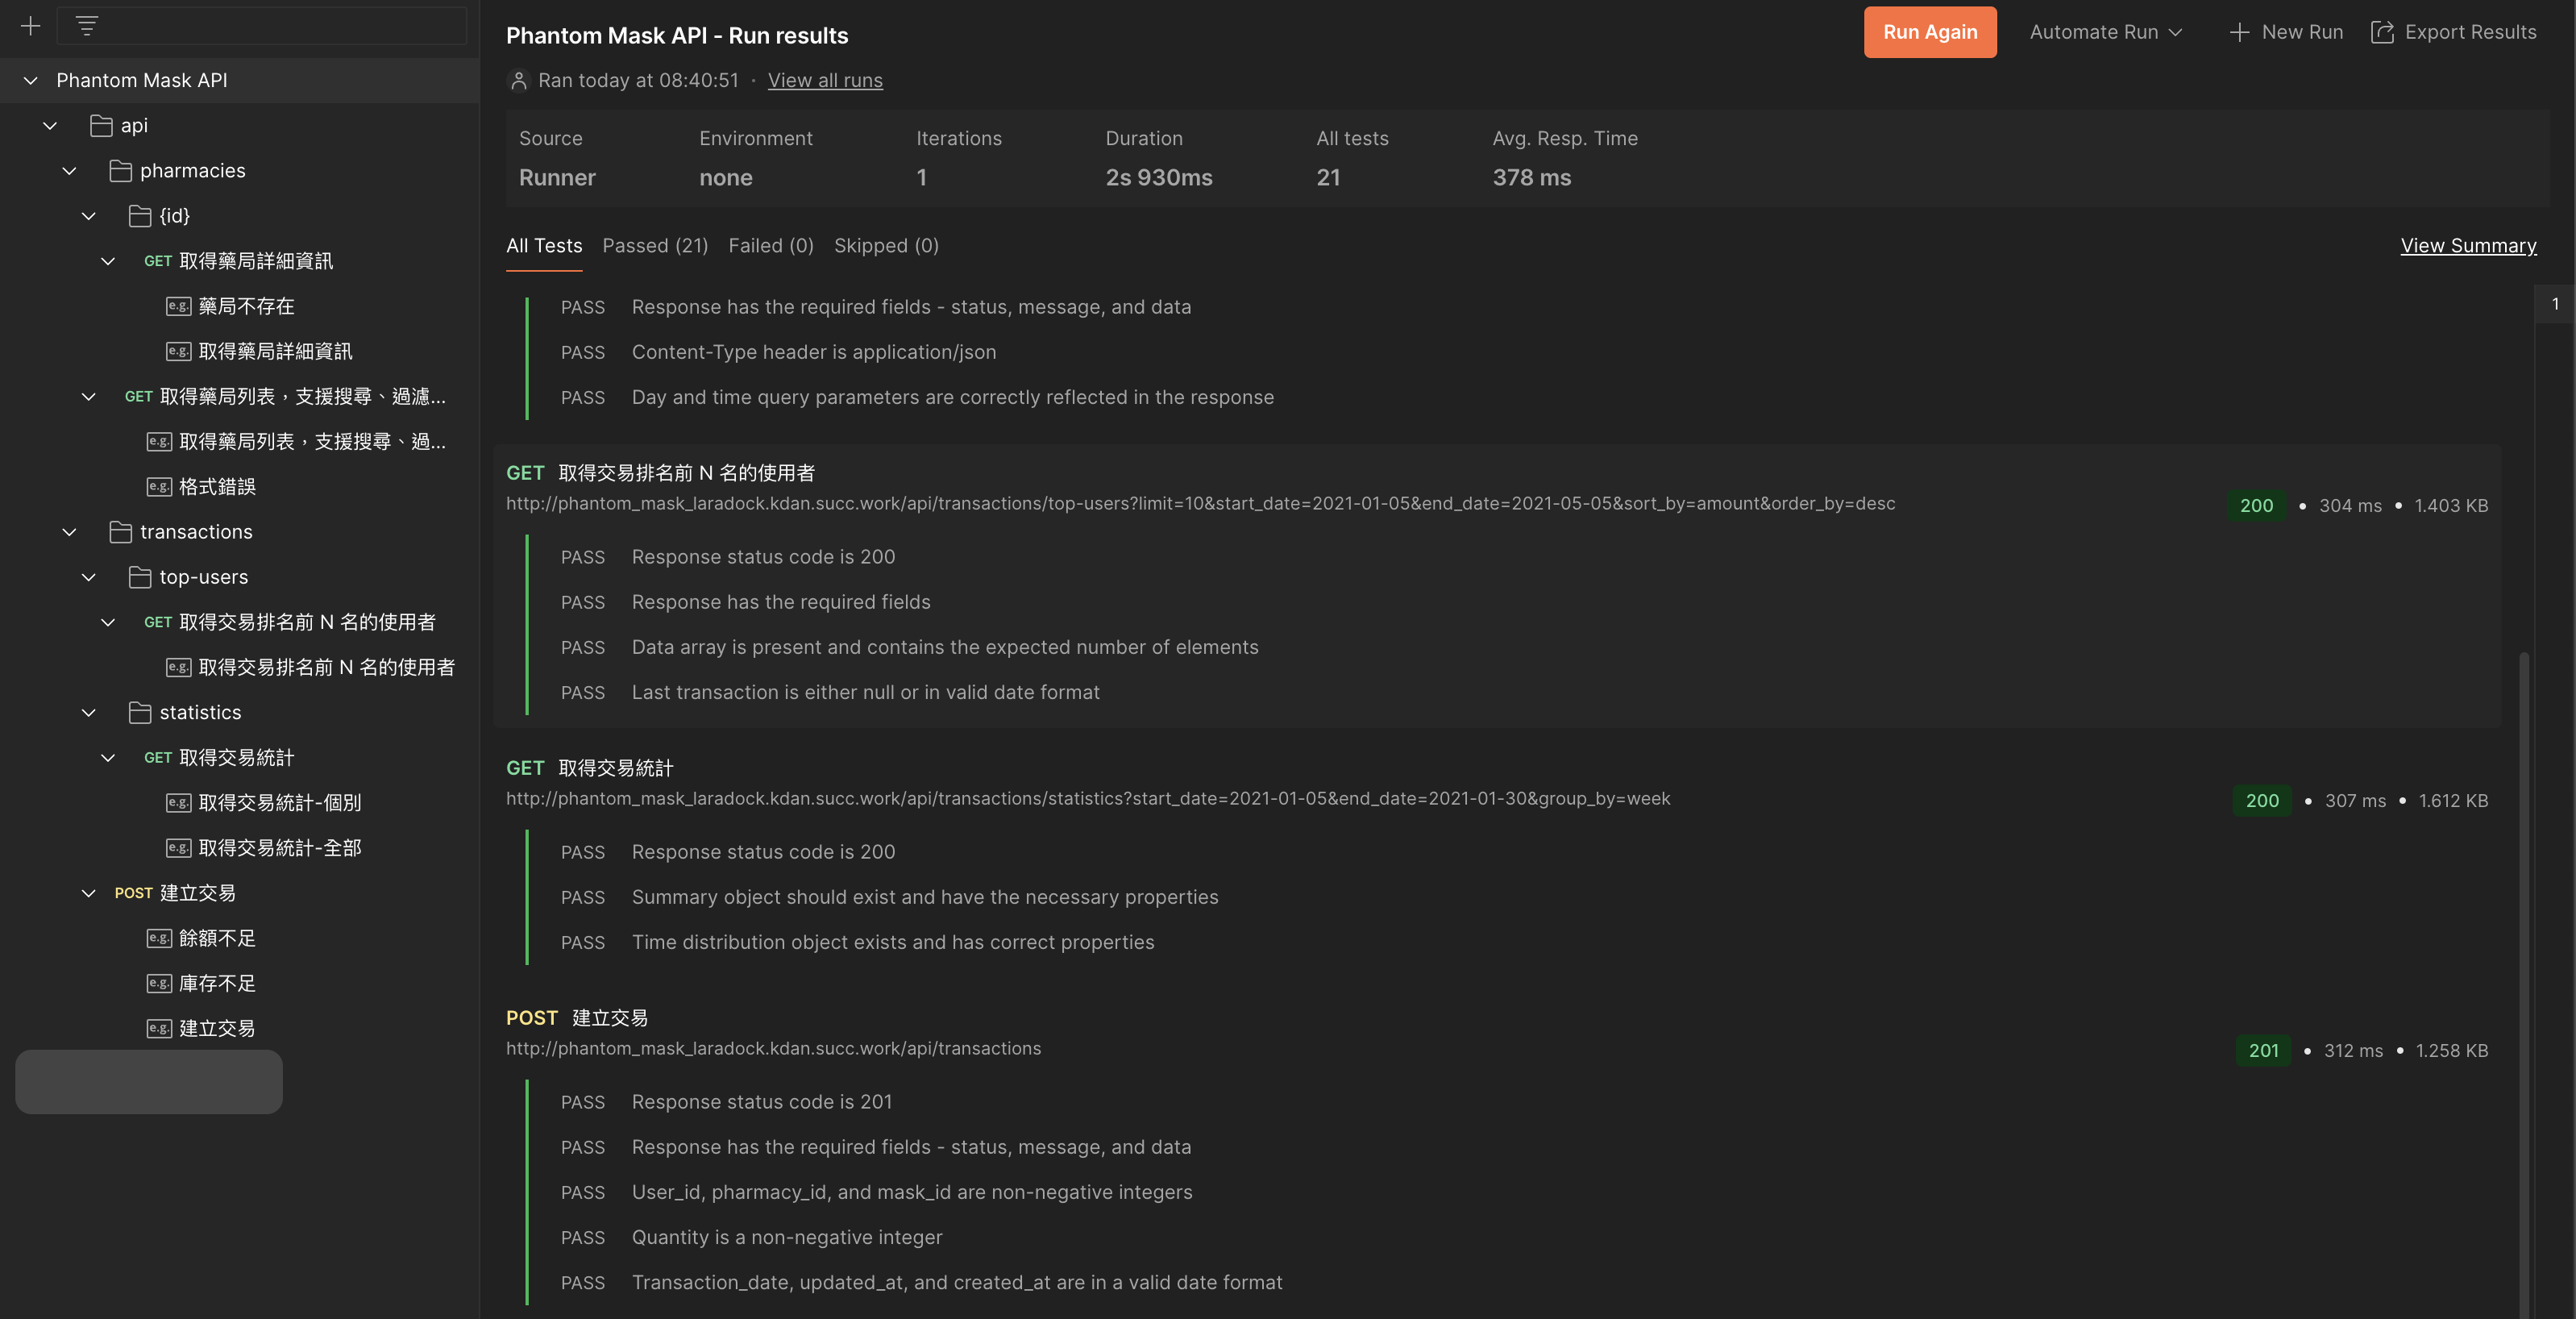 Phantom Mask API
api
pharmacies
{id}
GET 取得藥局詳細資訊
e.g. 藥局不存在
e.g. 取得藥局詳細資訊
GET 取得藥局列表，支援搜尋、過濾...
e.g. 取得藥局列表，支援搜尋、過...
e.g. 格式錯誤
transactions
top-users
GET 取得交易排名前 N 名的使用者
e.g. 取得交易排名前 N 名的使用者
statistics
GET 取得交易統計
e.g. 取得交易統計-個別
e.g. 取得交易統計-全部
POST 建立交易
e.g. 餘額不足
e.g. 庫存不足
e.g. 建立交易
Phantom Mask API - Run results
Run Again
Automate Run
New Run
Export Results
Ran today at 08:40:51 · View all runs
Source Environment Iterations Duration All tests Avg. Resp. Time
Runner none 1 2s 930ms 21 378 ms
All Tests Passed (21) Failed (0) Skipped (0) View Summary
1
PASS Response has the required fields - status, message, and data
PASS Content-Type header is application/json
PASS Day and time query parameters are correctly reflected in the response
GET 取得交易排名前 N 名的使用者
http://phantom_mask_laradock.kdan.succ.work/api/transactions/top-users?limit=10&start_date=2021-01-05&end_date=2021-05-05&sort_by=amount&order_by=desc
200 • 304 ms • 1.403 KB
PASS Response status code is 200
PASS Response has the required fields
PASS Data array is present and contains the expected number of elements
PASS Last transaction is either null or in valid date format
GET 取得交易統計
http://phantom_mask_laradock.kdan.succ.work/api/transactions/statistics?start_date=2021-01-05&end_date=2021-01-30&group_by=week
200 • 307 ms • 1.612 KB
PASS Response status code is 200
PASS Summary object should exist and have the necessary properties
PASS Time distribution object exists and has correct properties
POST 建立交易
http://phantom_mask_laradock.kdan.succ.work/api/transactions
201 • 312 ms • 1.258 KB
PASS Response status code is 201
PASS Response has the required fields - status, message, and data
PASS User_id, pharmacy_id, and mask_id are non-negative integers
PASS Quantity is a non-negative integer
PASS Transaction_date, updated_at, and created_at are in a valid date format